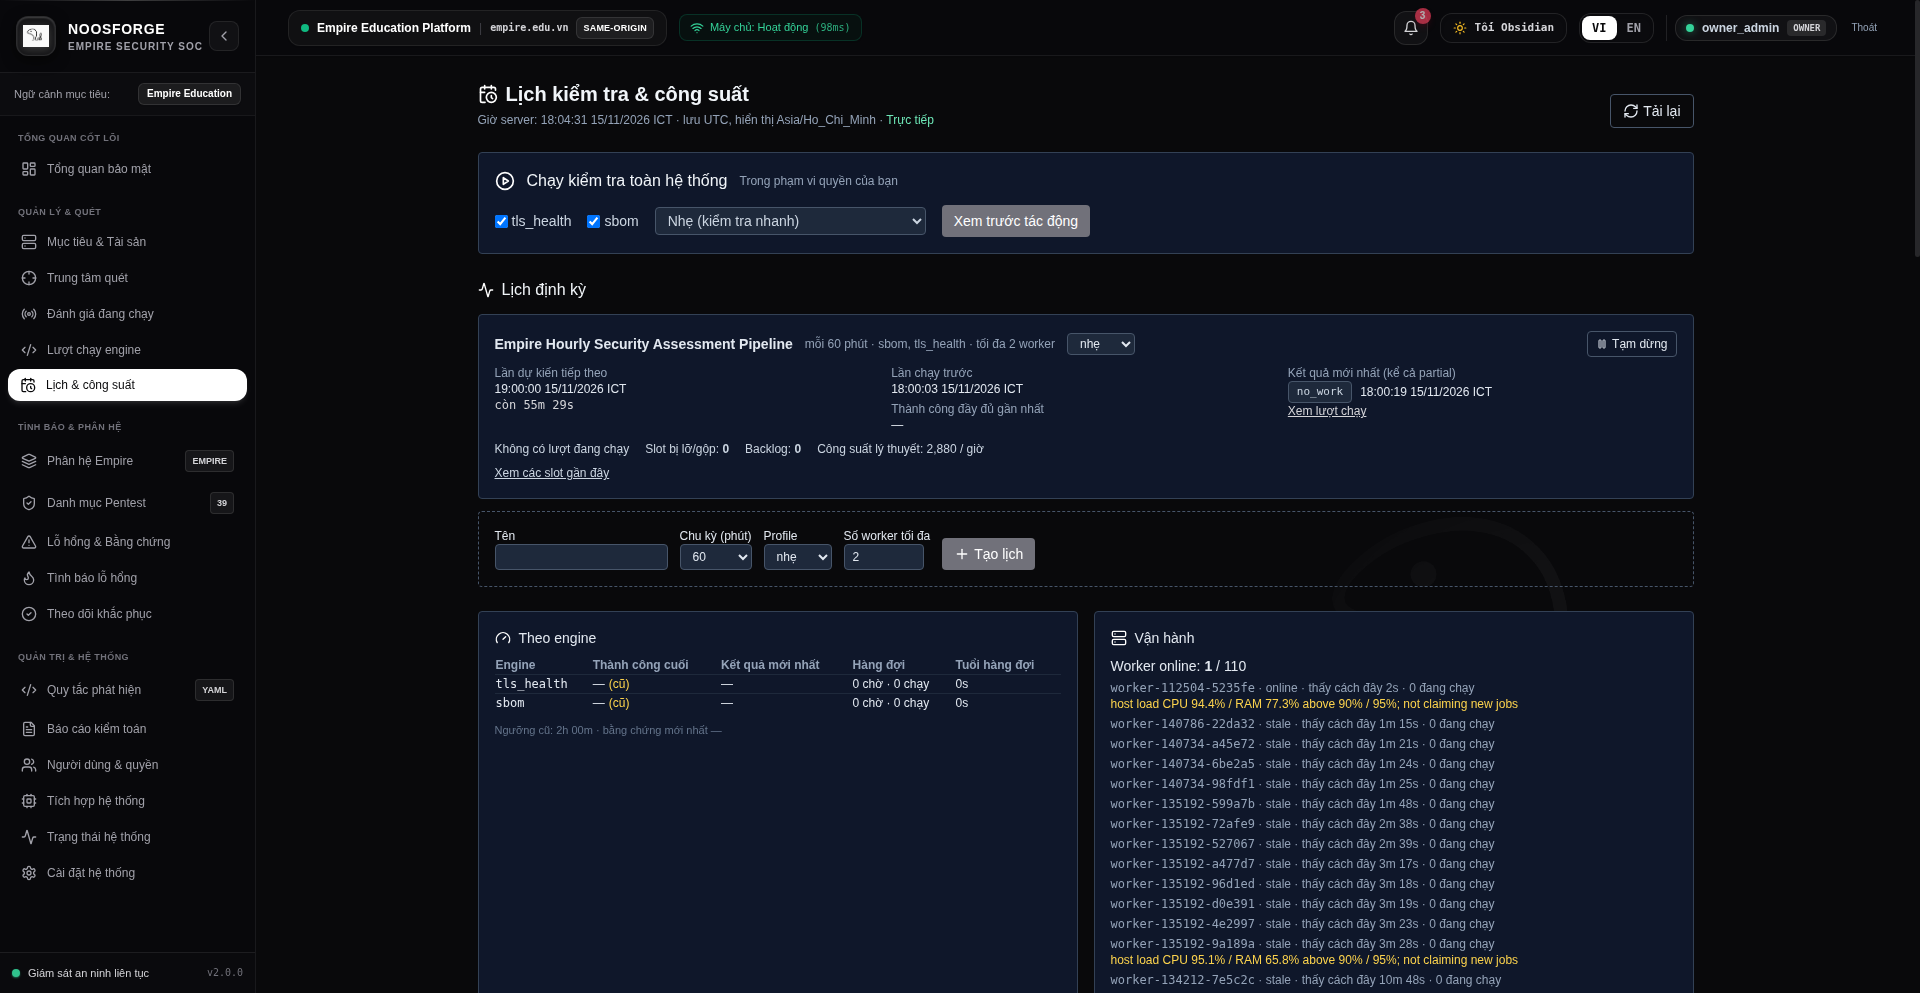 NOOSFORGE
EMPIRE SECURITY SOC
Ngữ cảnh mục tiêu: Empire Education
TỔNG QUAN CỐT LÕI
Tổng quan bảo mật
QUẢN LÝ & QUÉT
Mục tiêu & Tài sản
Trung tâm quét
Đánh giá đang chạy
Lượt chạy engine
Lịch & công suất
TÌNH BÁO & PHÂN HỆ
Phân hệ Empire EMPIRE
Danh mục Pentest 39
Lỗ hổng & Bằng chứng
Tình báo lỗ hổng
Theo dõi khắc phục
QUẢN TRỊ & HỆ THỐNG
Quy tắc phát hiện YAML
Báo cáo kiểm toán
Người dùng & quyền
Tích hợp hệ thống
Trạng thái hệ thống
Cài đặt hệ thống
Giám sát an ninh liên tục v2.0.0
Empire Education Platform | empire.edu.vn SAME-ORIGIN
Máy chủ: Hoạt động (98ms)
3
Tối Obsidian
VI EN
owner_admin OWNER
Thoát
Lịch kiểm tra & công suất
Giờ server: 18:04:31 15/11/2026 ICT · lưu UTC, hiển thị Asia/Ho_Chi_Minh · Trực tiếp
Tải lại
Chạy kiểm tra toàn hệ thống Trong phạm vi quyền của bạn
tls_health sbom Nhẹ (kiểm tra nhanh) Xem trước tác động
Lịch định kỳ
Empire Hourly Security Assessment Pipeline mỗi 60 phút · sbom, tls_health · tối đa 2 worker nhẹ Tạm dừng
Lần dự kiến tiếp theo
19:00:00 15/11/2026 ICT
còn 55m 29s
Lần chạy trước
18:00:03 15/11/2026 ICT
Thành công đầy đủ gần nhất
—
Kết quả mới nhất (kể cả partial)
no_work 18:00:19 15/11/2026 ICT
Xem lượt chạy
Không có lượt đang chạy Slot bị lỡ/gộp: 0 Backlog: 0 Công suất lý thuyết: 2,880 / giờ
Xem các slot gần đây
Tên Chu kỳ (phút) Profile Số worker tối đa
60 nhẹ 2 Tạo lịch
Theo engine
Engine Thành công cuối Kết quả mới nhất Hàng đợi Tuổi hàng đợi
tls_health — (cũ) — 0 chờ · 0 chạy 0s
sbom — (cũ) — 0 chờ · 0 chạy 0s
Ngưỡng cũ: 2h 00m · bằng chứng mới nhất —
Vận hành
Worker online: 1 / 110
worker-112504-5235fe · online · thấy cách đây 2s · 0 đang chạy
host load CPU 94.4% / RAM 77.3% above 90% / 95%; not claiming new jobs
worker-140786-22da32 · stale · thấy cách đây 1m 15s · 0 đang chạy
worker-140734-a45e72 · stale · thấy cách đây 1m 21s · 0 đang chạy
worker-140734-6be2a5 · stale · thấy cách đây 1m 24s · 0 đang chạy
worker-140734-98fdf1 · stale · thấy cách đây 1m 25s · 0 đang chạy
worker-135192-599a7b · stale · thấy cách đây 1m 48s · 0 đang chạy
worker-135192-72afe9 · stale · thấy cách đây 2m 38s · 0 đang chạy
worker-135192-527067 · stale · thấy cách đây 2m 39s · 0 đang chạy
worker-135192-a477d7 · stale · thấy cách đây 3m 17s · 0 đang chạy
worker-135192-96d1ed · stale · thấy cách đây 3m 18s · 0 đang chạy
worker-135192-d0e391 · stale · thấy cách đây 3m 19s · 0 đang chạy
worker-135192-4e2997 · stale · thấy cách đây 3m 23s · 0 đang chạy
worker-135192-9a189a · stale · thấy cách đây 3m 28s · 0 đang chạy
host load CPU 95.1% / RAM 65.8% above 90% / 95%; not claiming new jobs
worker-134212-7e5c2c · stale · thấy cách đây 10m 48s · 0 đang chạy